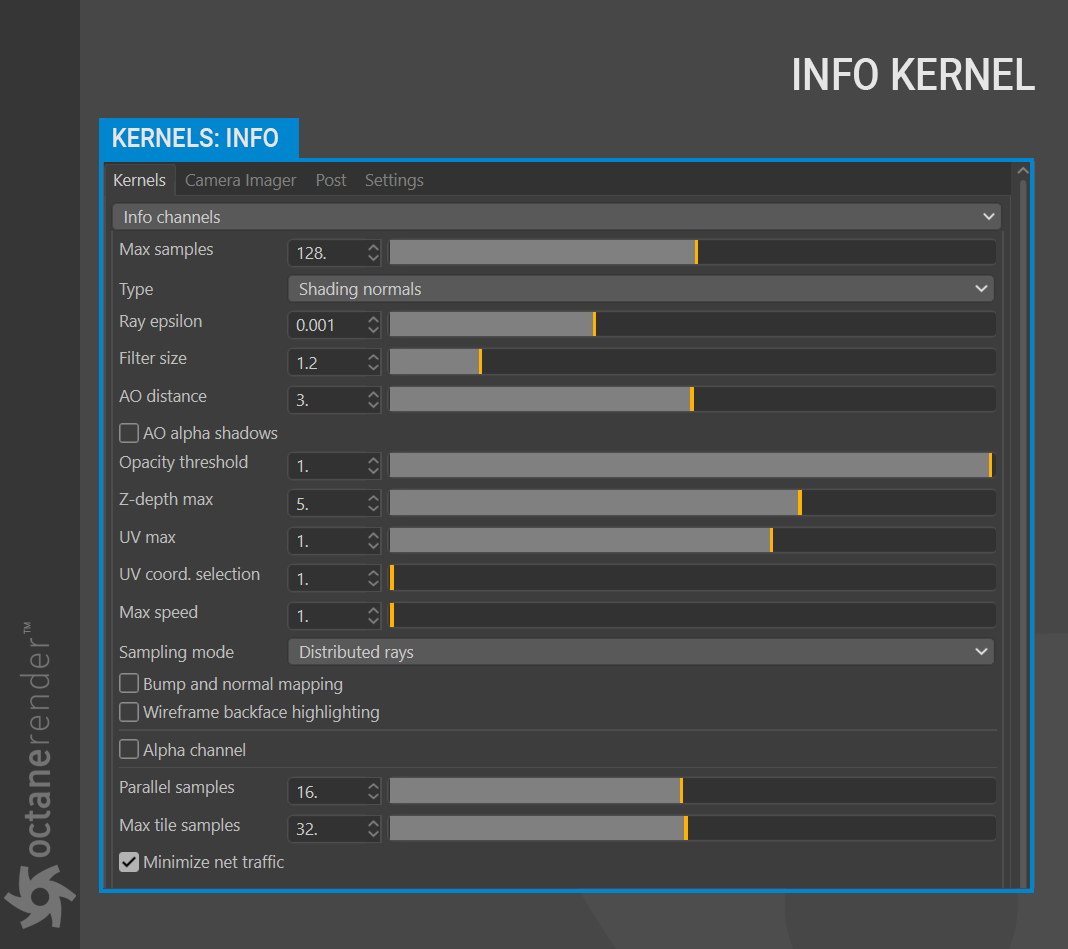 INFO KERNEL
KERNELS: INFO
Kernels Camera Imager Post Settings
Info channels
Max samples 128.
Type Shading normals
Ray epsilon 0.001
Filter size 1.2
AO distance 3.
AO alpha shadows
Opacity threshold 1.
Z-depth max 5.
UV max 1.
UV coord. selection 1.
Max speed 1.
Sampling mode Distributed rays
Bump and normal mapping
Wireframe backface highlighting
Alpha channel
Parallel samples 16.
Max tile samples 32.
Minimize net traffic
octanerender™